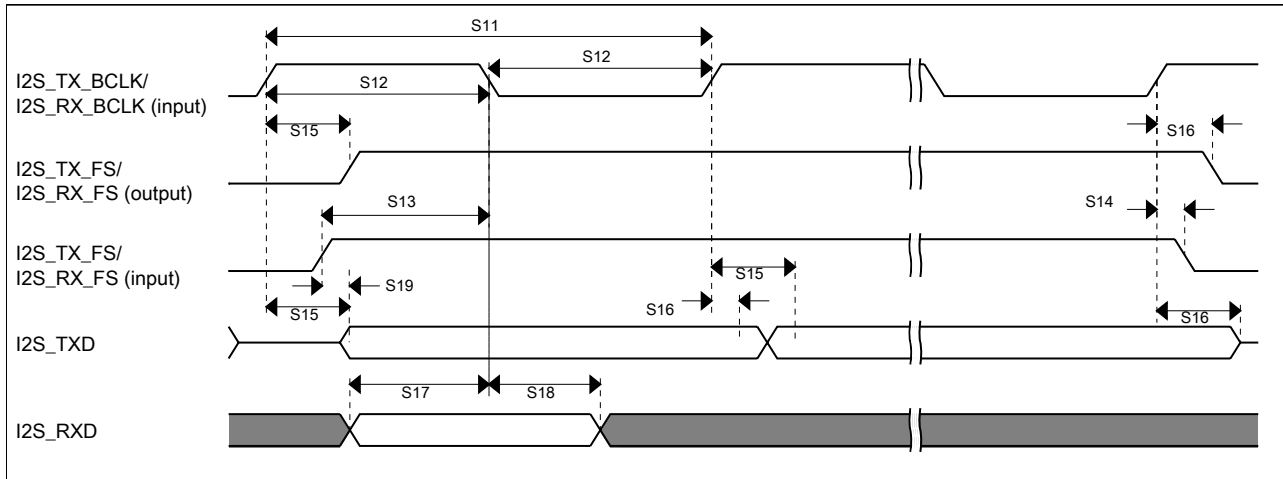 S11
S12
I2S_TX_BCLK/
I2S_RX_BCLK (input)
S12
S15
S16
I2S_TX_FS/
I2S_RX_FS (output)
S13
S14
I2S_TX_FS/
I2S_RX_FS (input)
S19
S15
S15
S16
S16
I2S_TXD
S17
S18
I2S_RXD